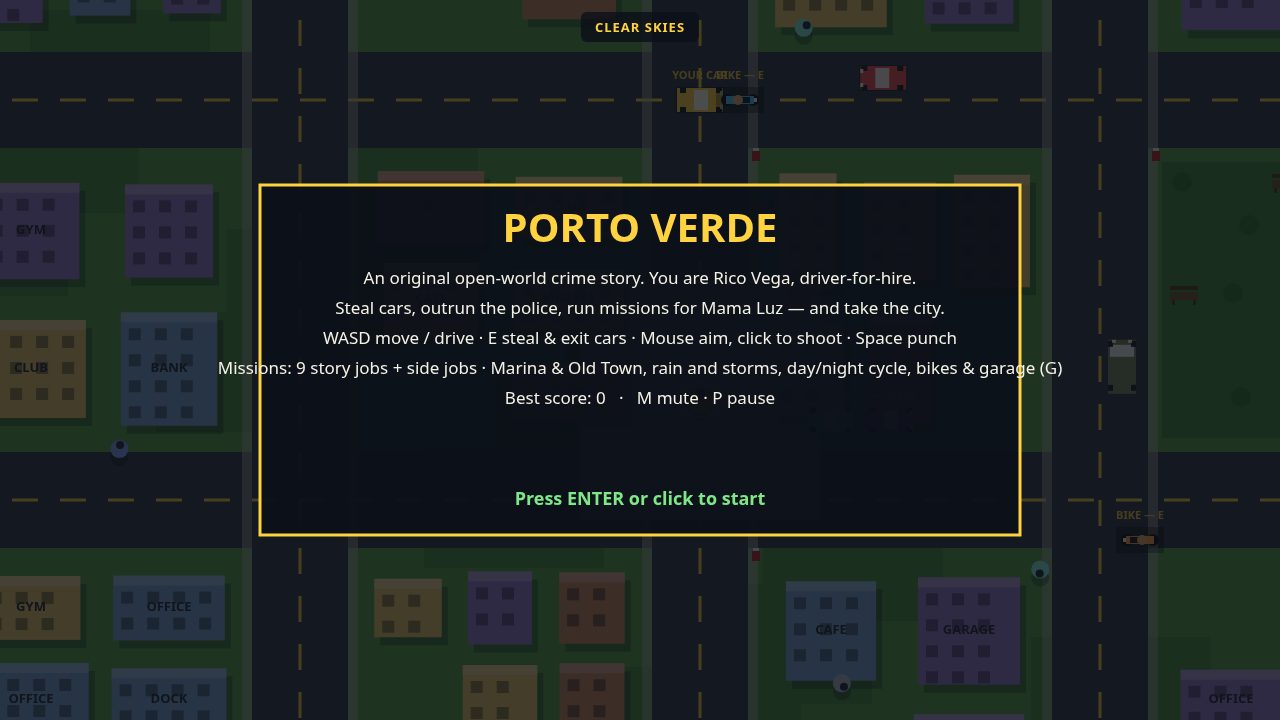 CLEAR SKIES
YOUR CAR
BIKE — E
GYM
PORTO VERDE
An original open-world crime story. You are Rico Vega, driver-for-hire.
Steal cars, outrun the police, run missions for Mama Luz — and take the city.
WASD move / drive · E steal & exit cars · Mouse aim, click to shoot · Space punch
CLUB
BANK
Missions: 9 story jobs + side jobs · Marina & Old Town, rain and storms, day/night cycle, bikes & garage (G)
Best score: 0 · M mute · P pause
Press ENTER or click to start
BIKE — E
GYM
OFFICE
CAFE
GARAGE
OFFICE
DOCK
OFFICE